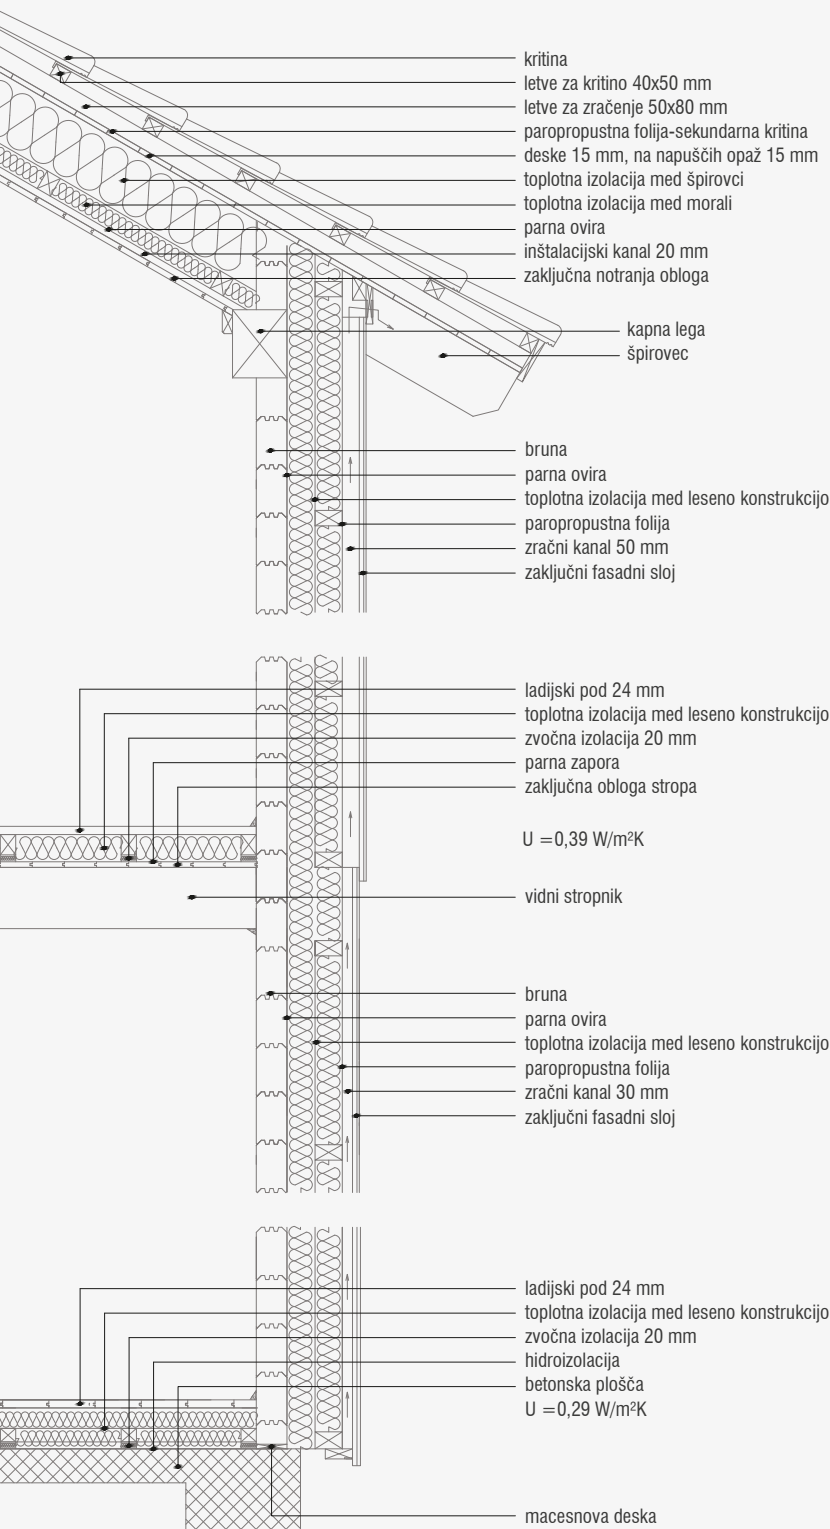 kritina
letve za kritino 40x50 mm
letve za zračenje 50x80 mm
paropropustna folija-sekundarna kritina
deske 15 mm, na napuščih opaž 15 mm
toplotna izolacija med špirovci
toplotna izolacija med morali
parna ovira
inštalacijski kanal 20 mm
zaključna notranja obloga
kapna lega
špirovec
bruna
parna ovira
toplotna izolacija med leseno konstrukcijo
paropropustna folija
zračni kanal 50 mm
zaključni fasadni sloj
ladijski pod 24 mm
toplotna izolacija med leseno konstrukcijo
zvočna izolacija 20 mm
parna zapora
zaključna obloga stropa
U =0,39 W/m²K
vidni stropnik
bruna
parna ovira
toplotna izolacija med leseno konstrukcijo
paropropustna folija
zračni kanal 30 mm
zaključni fasadni sloj
ladijski pod 24 mm
toplotna izolacija med leseno konstrukcijo
zvočna izolacija 20 mm
hidroizolacija
betonska plošča
U =0,29 W/m²K
macesnova deska